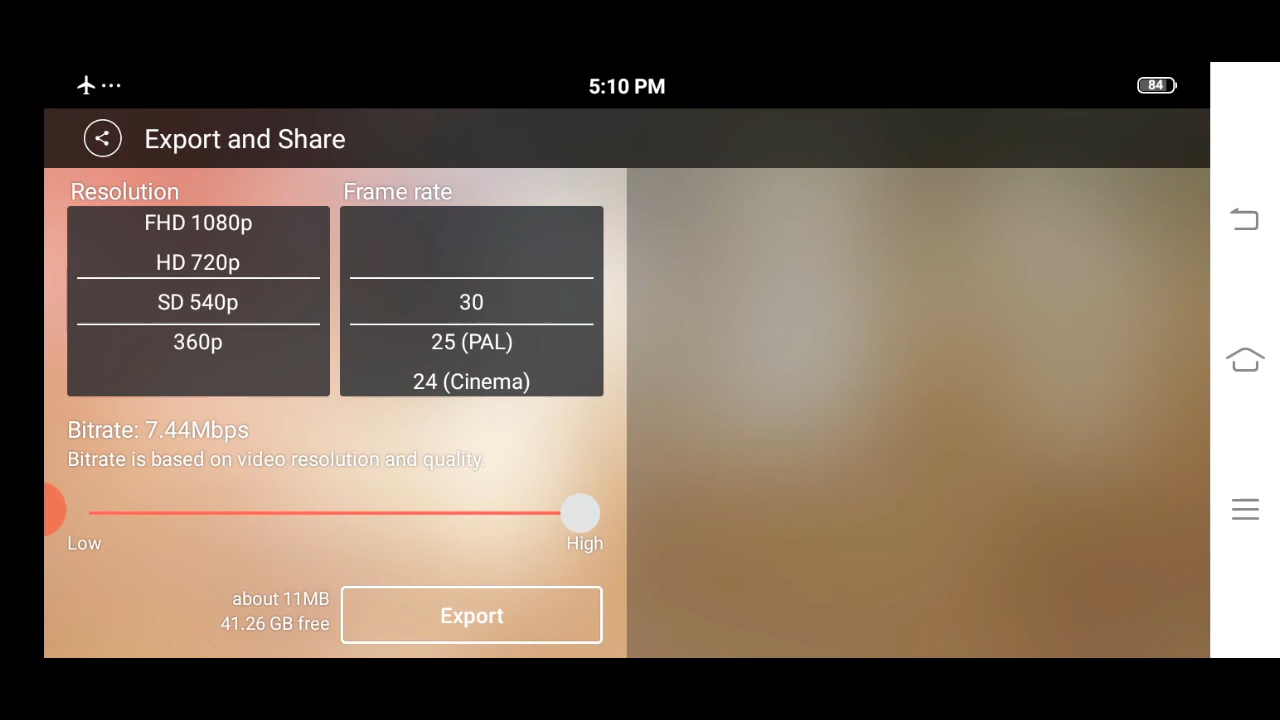 5:10 PM
84
Export and Share
Resolution
FHD 1080p
HD 720p
SD 540p
360p
Frame rate
30
25 (PAL)
24 (Cinema)
Bitrate: 7.44Mbps
Bitrate is based on video resolution and quality.
Low
High
about 11MB
41.26 GB free
Export